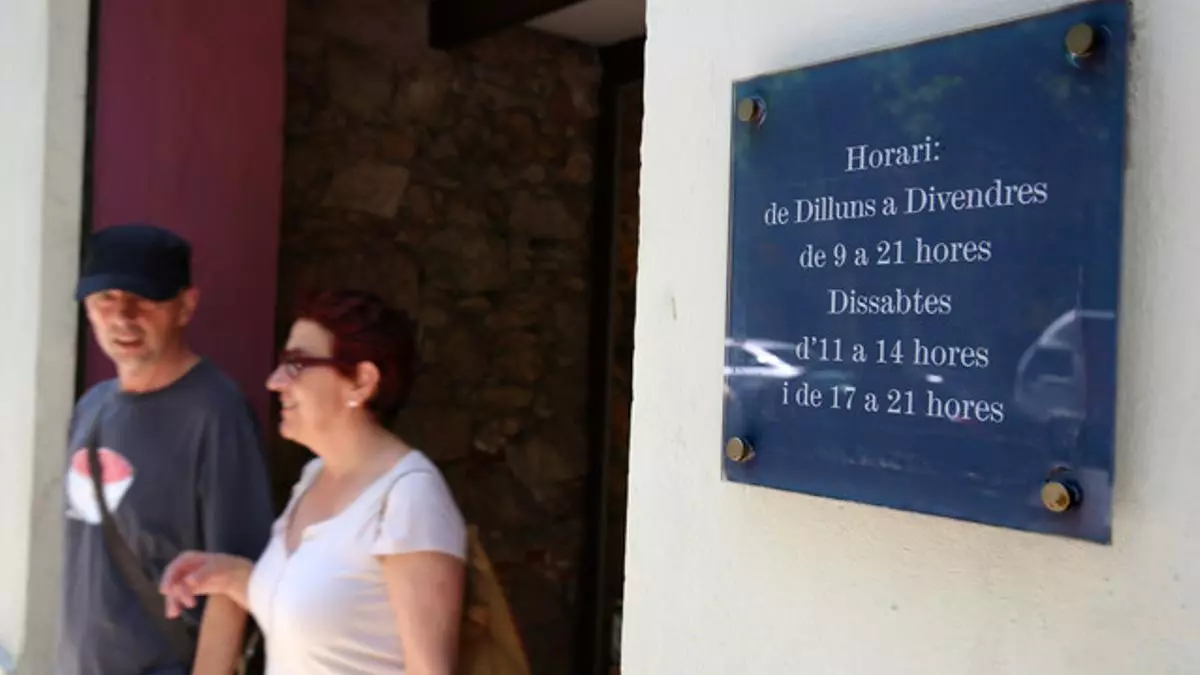 Horari:
de Dilluns a Divendres
de 9 a 21 hores
Dissabtes
d'11 a 14 hores
i de 17 a 21 hores